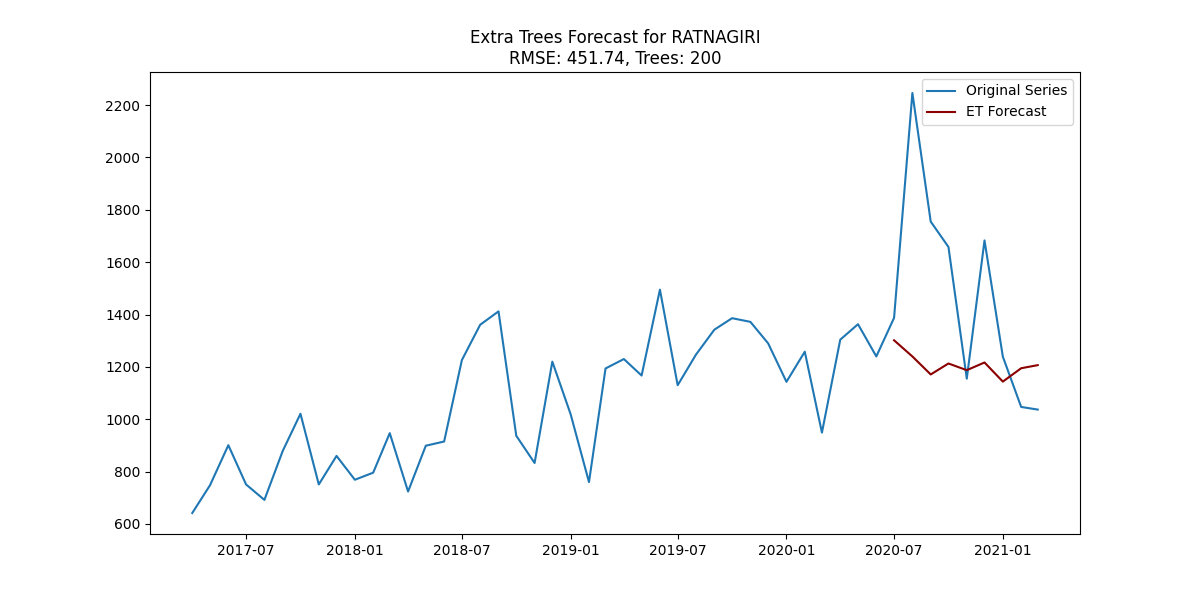 Extra Trees Forecast for RATNAGIRI
RMSE: 451.74, Trees: 200
Original Series
ET Forecast
2200
2000
1800
1600
1400
1200
1000
800
600
2017-07 2018-01 2018-07 2019-01 2019-07 2020-01 2020-07 2021-01